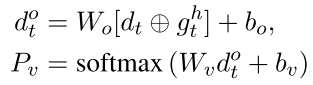 d_t^o = W_o[d_t ⊕ g_t^h] + b_o,
P_v = softmax (W_v d_t^o + b_v)